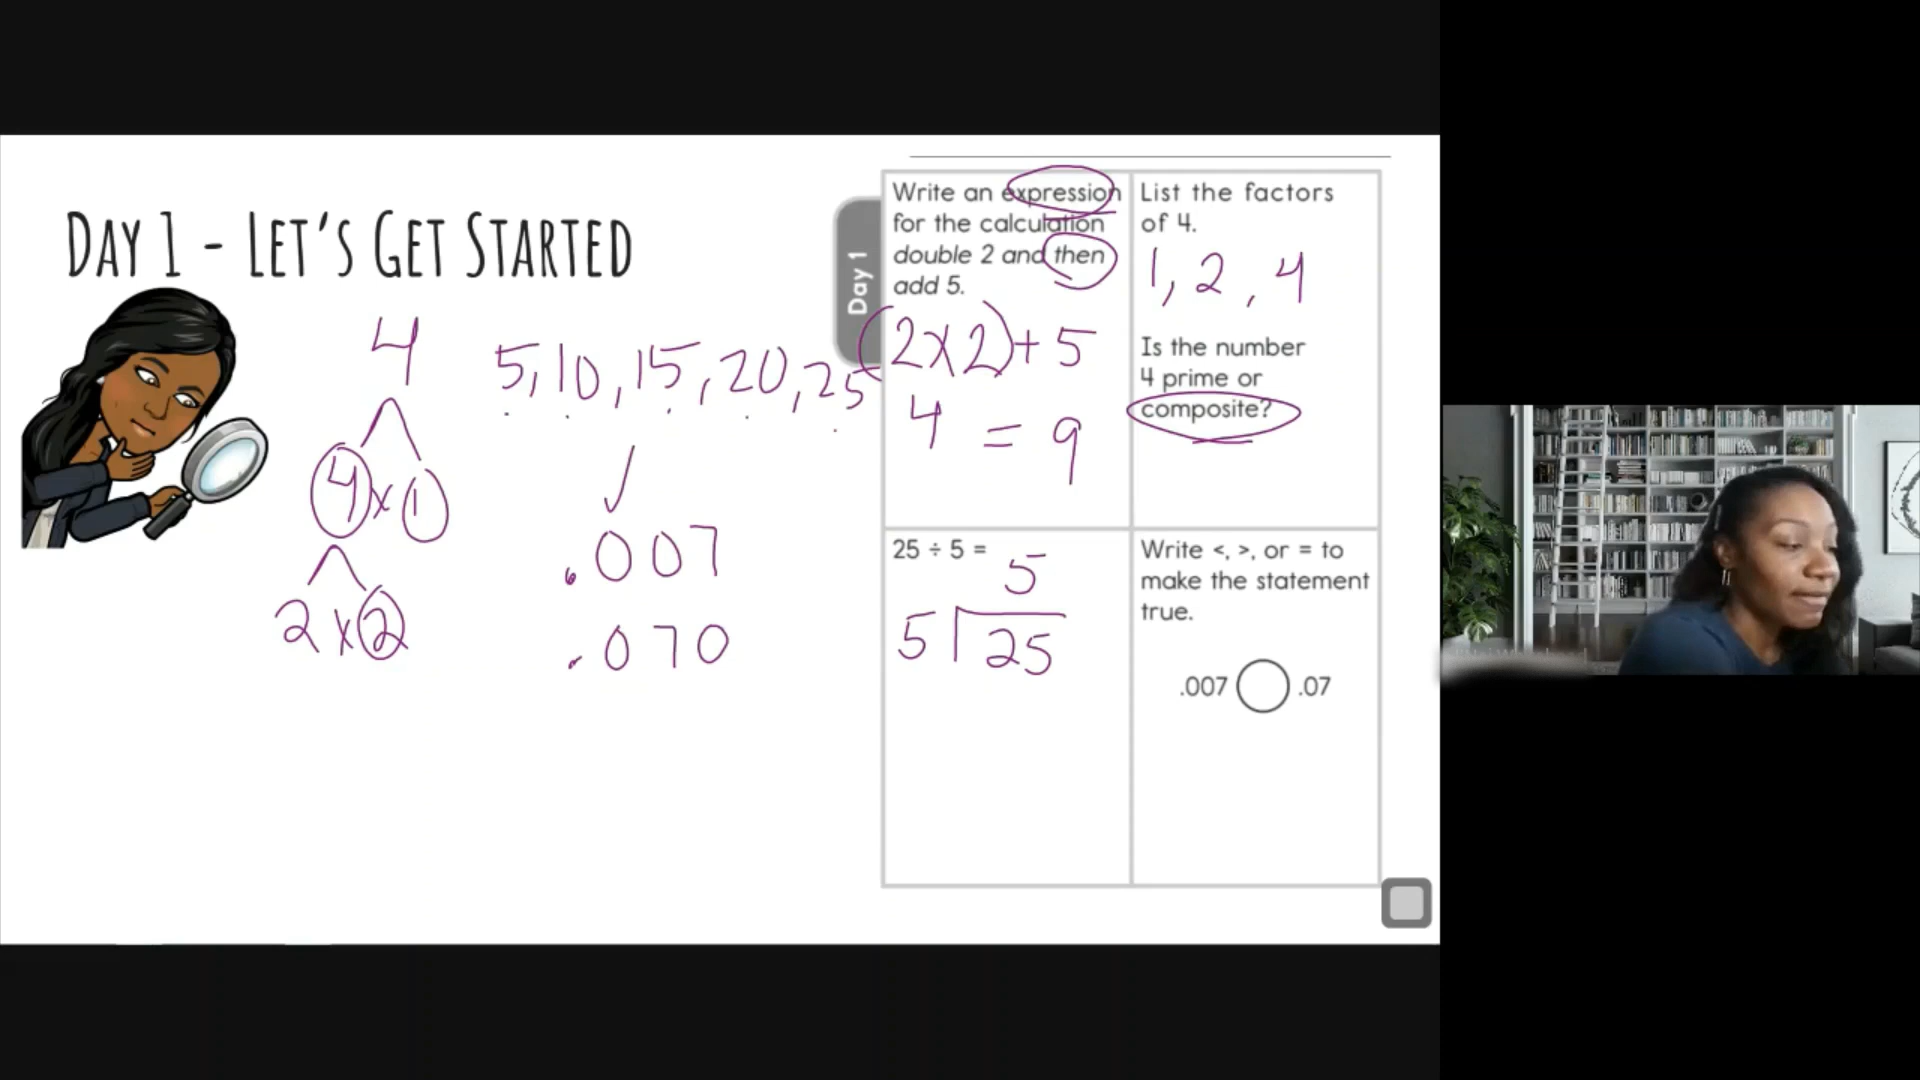 DAY 1 - LET'S GET STARTED
4
4 x 1
2 x 2
5, 10, 15, 20, 25
✓
.007
.070
Day 1
Write an expression
for the calculation
double 2 and then
add 5.
(2x2)+5
4 = 9
List the factors
of 4.
1, 2, 4
Is the number
4 prime or
composite?
25 ÷ 5 =
5
5 25
Write <, >, or = to
make the statement
true.
.007 .07